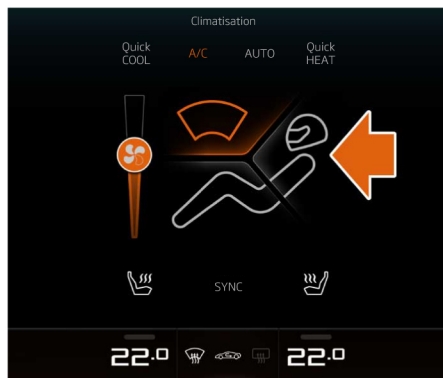 Climatisation
Quick
COOL
A/C
AUTO
Quick
HEAT
SYNC
22.0
22.0